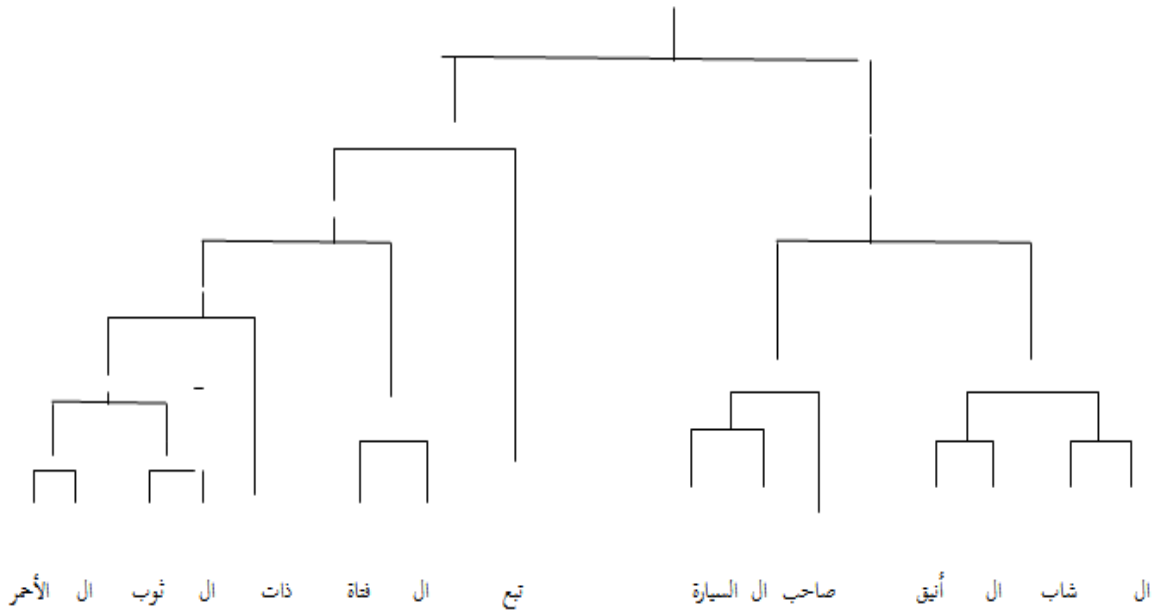 ال شاب ال أنيق صاحب ال السيارة تبع ال فتاة ذات ال ثوب ال الأحمر